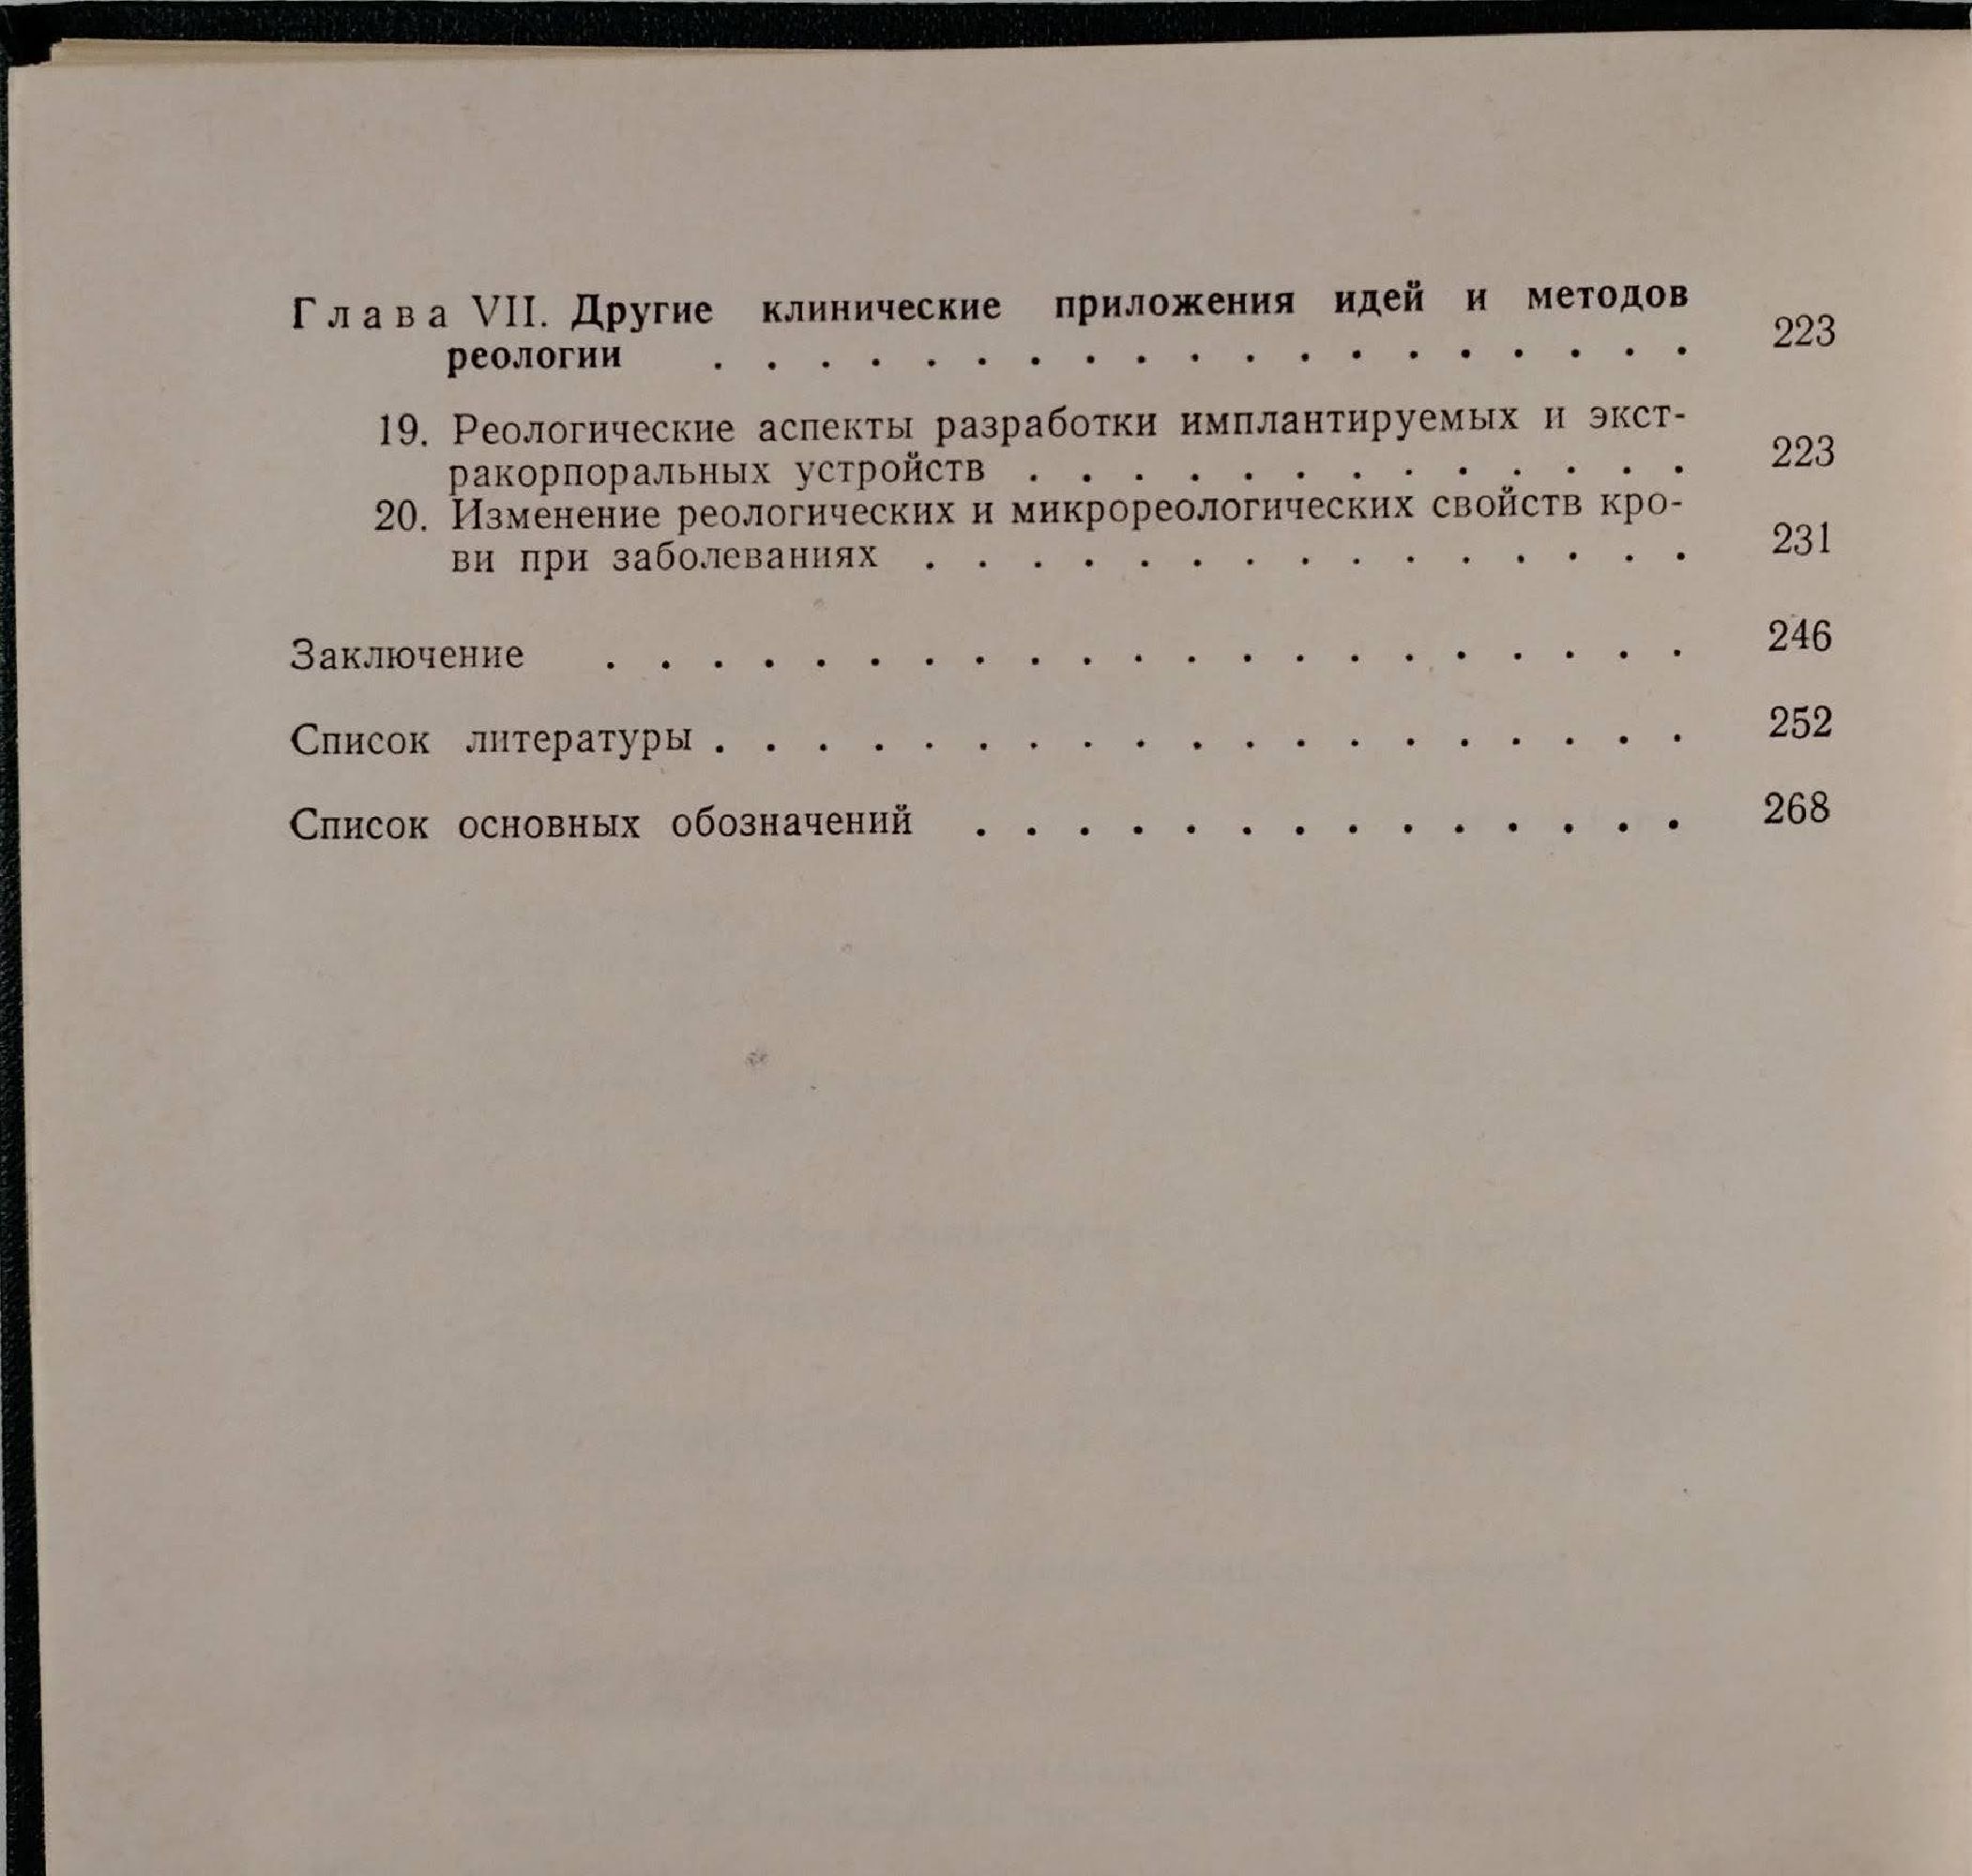 Глава VII. Другие клинические приложения идей и методов
реологии . . . . . . . . . . . . . . . . . . . 223
19. Реологические аспекты разработки имплантируемых и экст-
ракорпоральных устройств . . . . . . . . . . . . . 223
20. Изменение реологических и микрореологических свойств кро-
ви при заболеваниях . . . . . . . . . . . . . . . 231
Заключение . . . . . . . . . . . . . . . . . . . . . 246
Список литературы . . . . . . . . . . . . . . . . . . . 252
Список основных обозначений . . . . . . . . . . . . . . 268